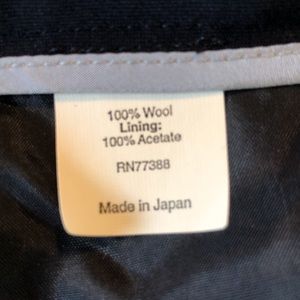 100% Wool
Lining:
100% Acetate
RN77388
Made in Japan